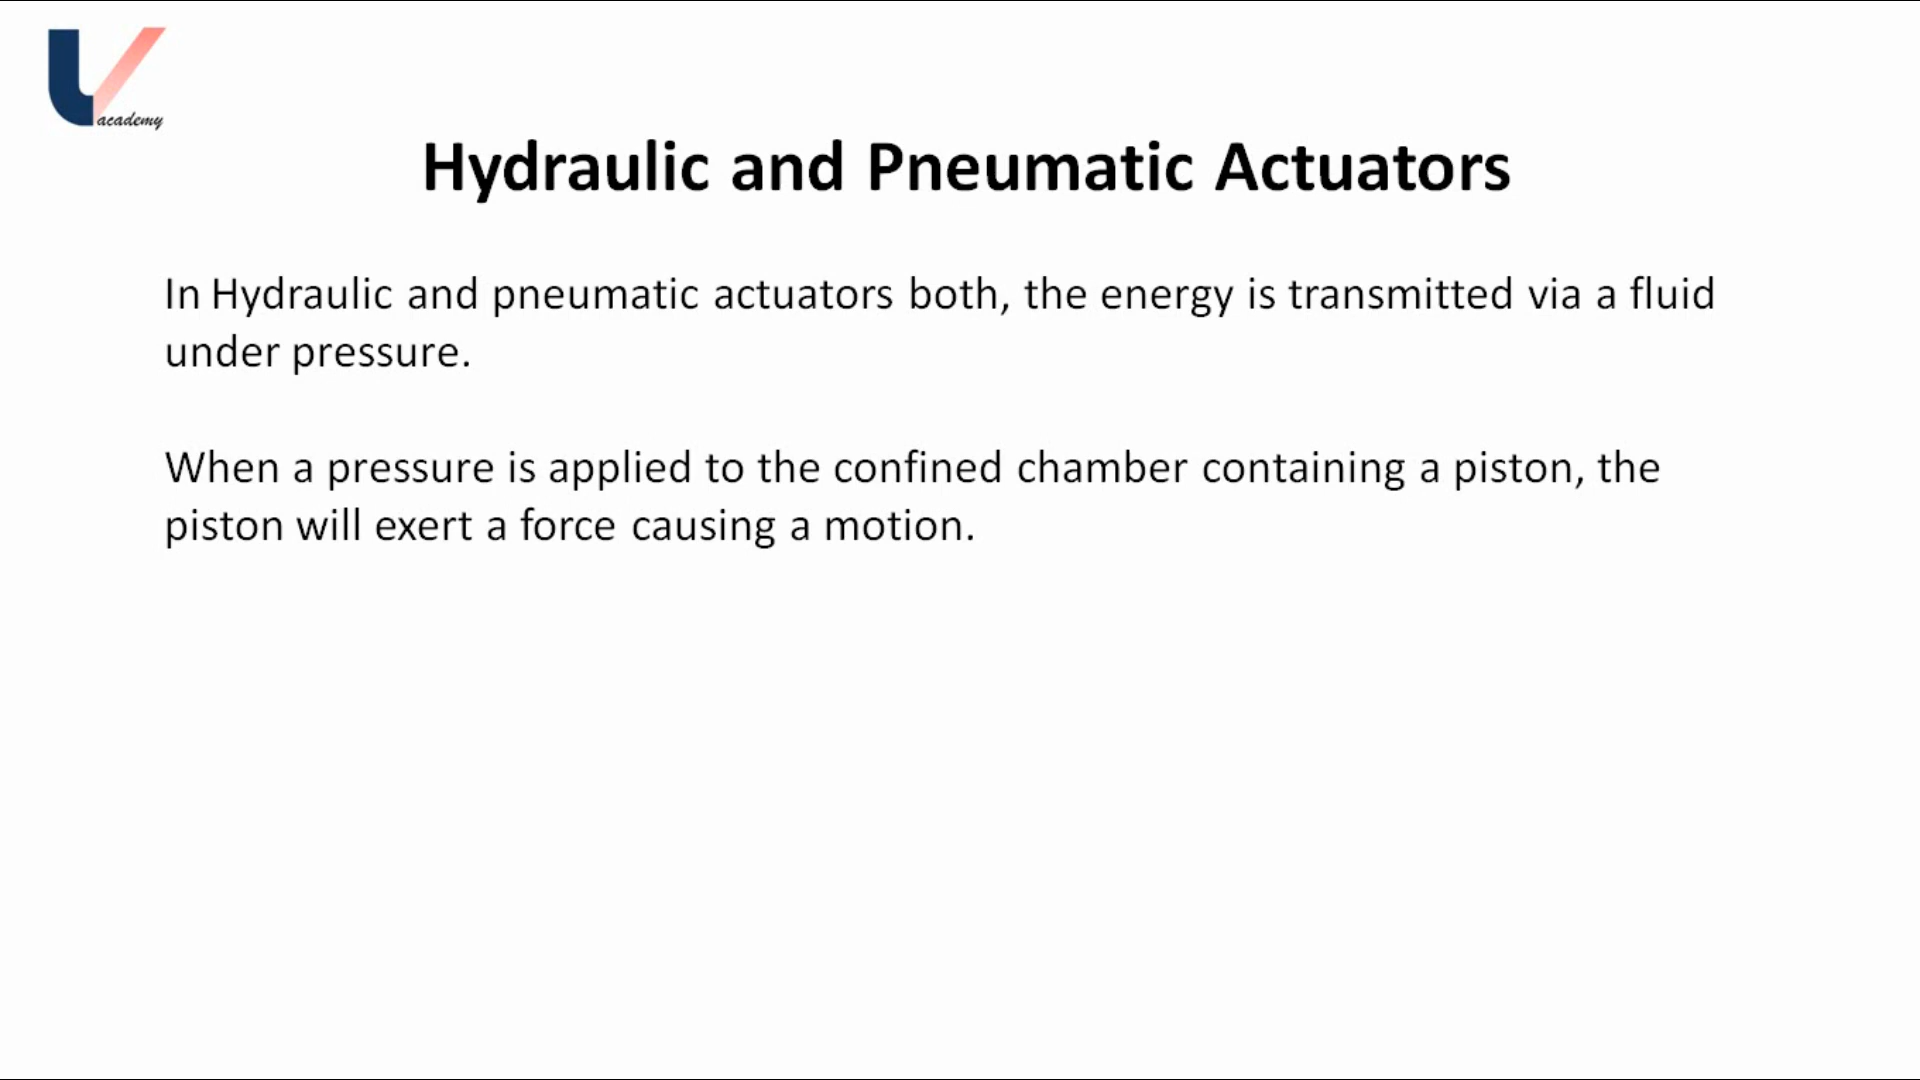 academy
Hydraulic and Pneumatic Actuators
In Hydraulic and pneumatic actuators both, the energy is transmitted via a fluid
under pressure.
When a pressure is applied to the confined chamber containing a piston, the
piston will exert a force causing a motion.